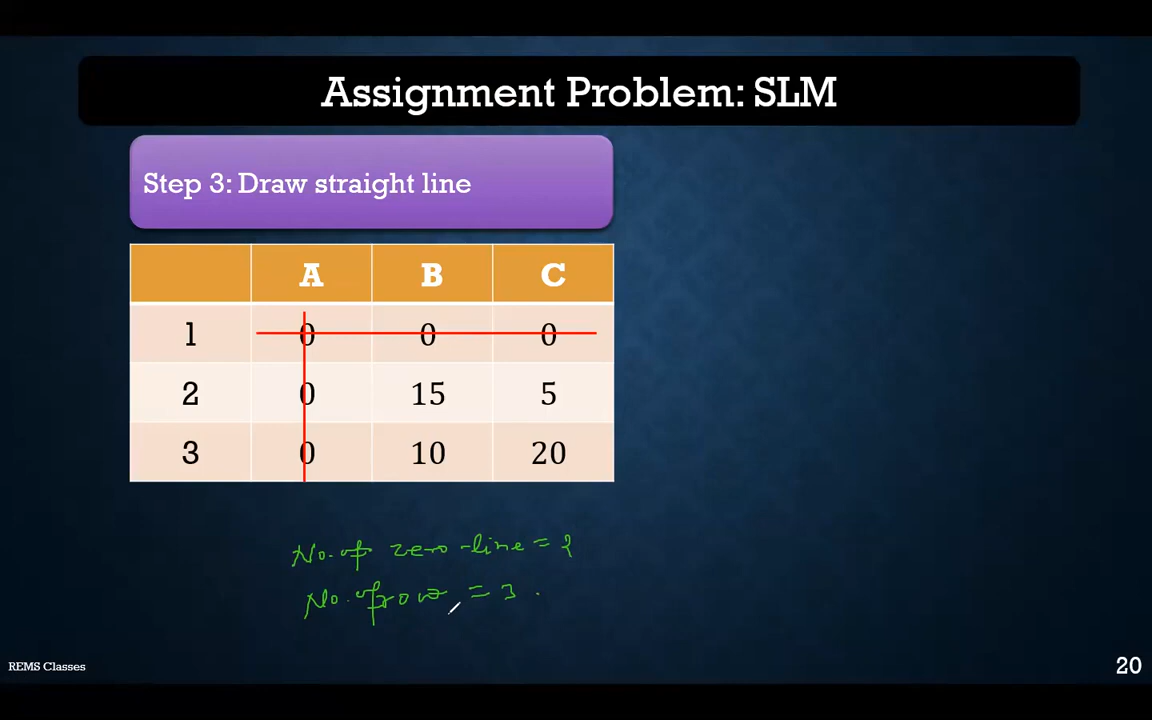 Assignment Problem: SLM
Step 3: Draw straight line
A B C
1 0 0 0
2 0 15 5
3 0 10 20
No. of zero-line = 2
No. of row = 3.
REMS Classes
20